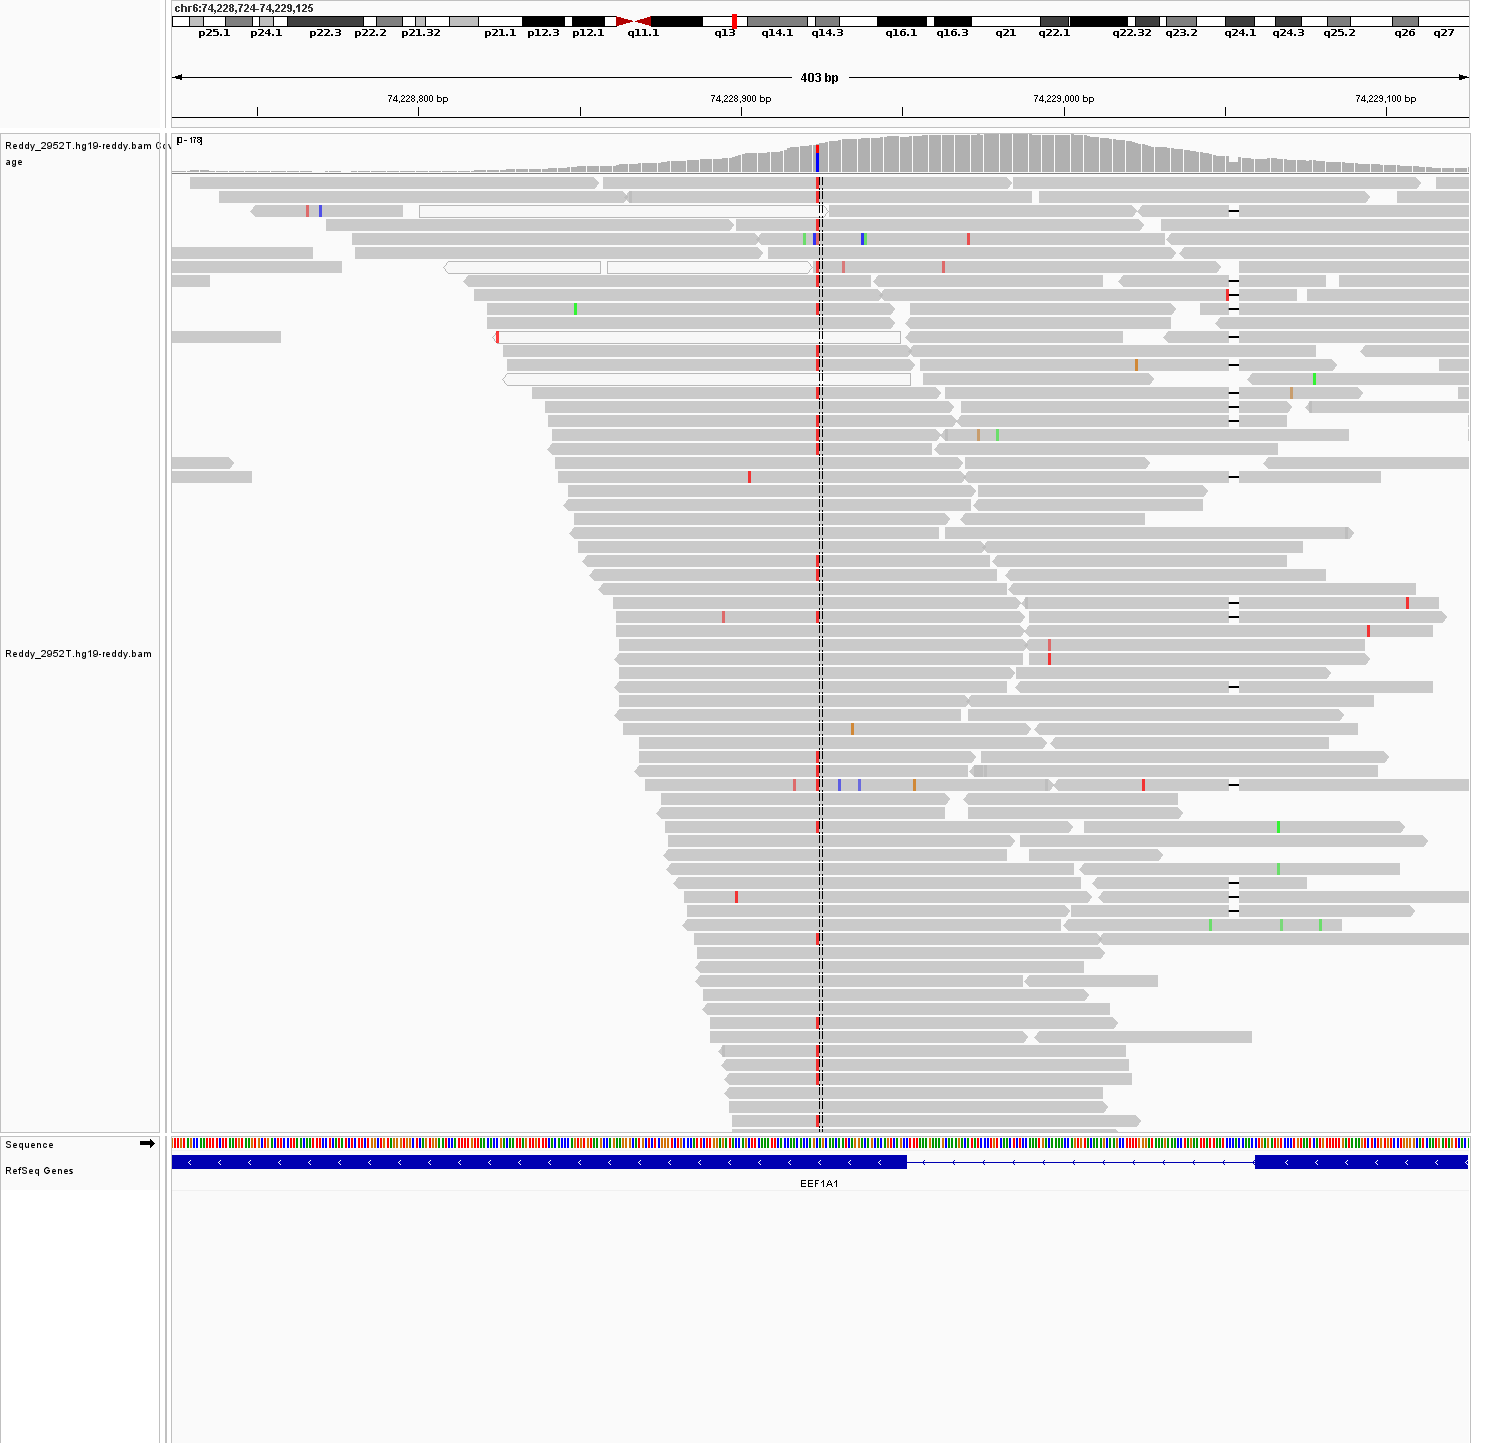 chr6:74,228,724-74,229,125
p25.1 p24.1 p22.3 p22.2 p21.32 p21.1 p12.3 p12.1 q11.1 q13 q14.1 q14.3 q16.1 q16.3 q21 q22.1 q22.32 q23.2 q24.1 q24.3 q25.2 q26 q27
403 bp
74,228,800 bp 74,228,900 bp 74,229,000 bp 74,229,100 bp
Reddy_2952T.hg19-reddy.bam Cov
age
[0 - 178]
Reddy_2952T.hg19-reddy.bam
Sequence
RefSeq Genes
EEF1A1